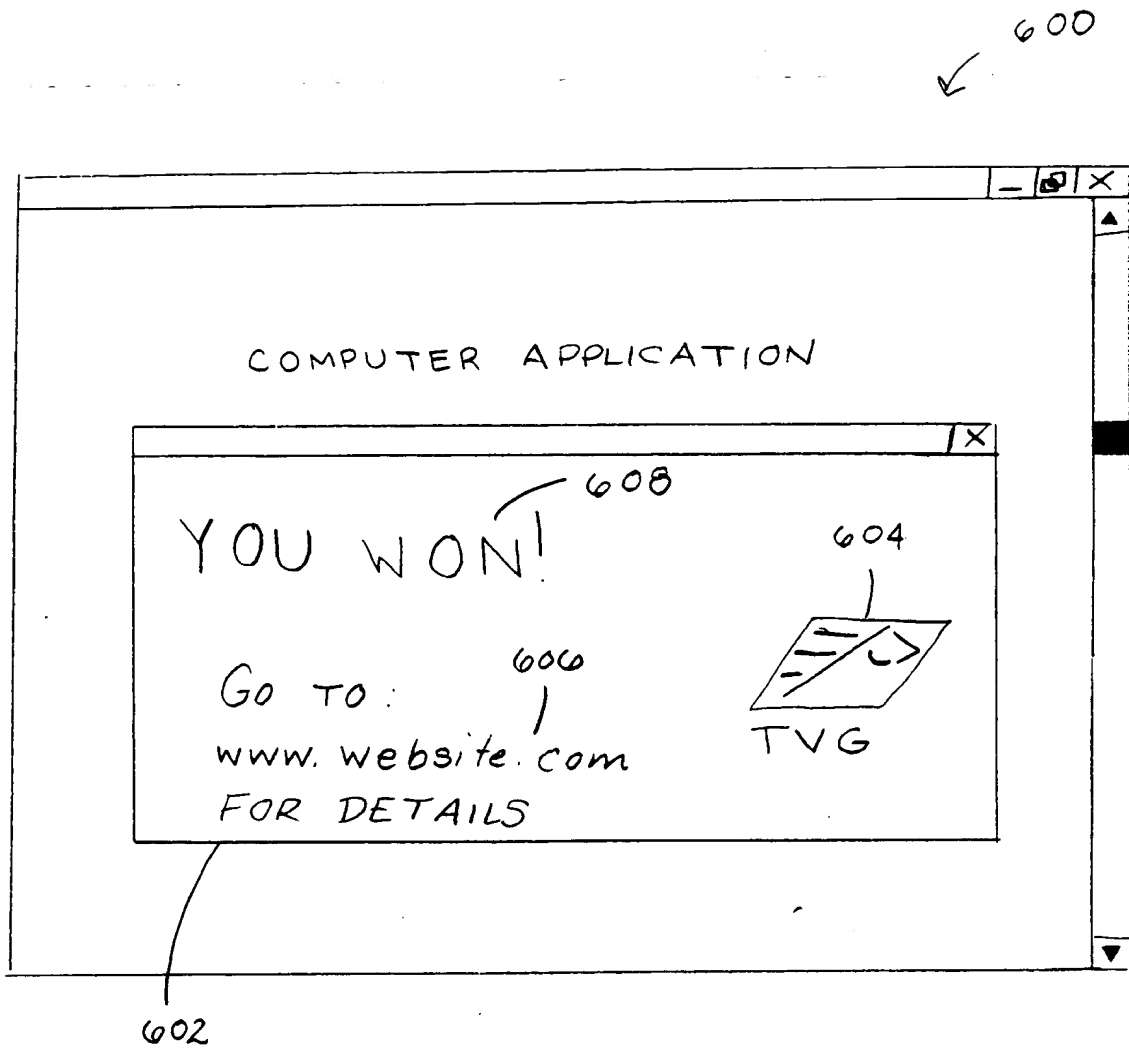 600
COMPUTER APPLICATION
608
YOU WON!
604
606
GO TO:
www.website.com
TVG
FOR DETAILS
602